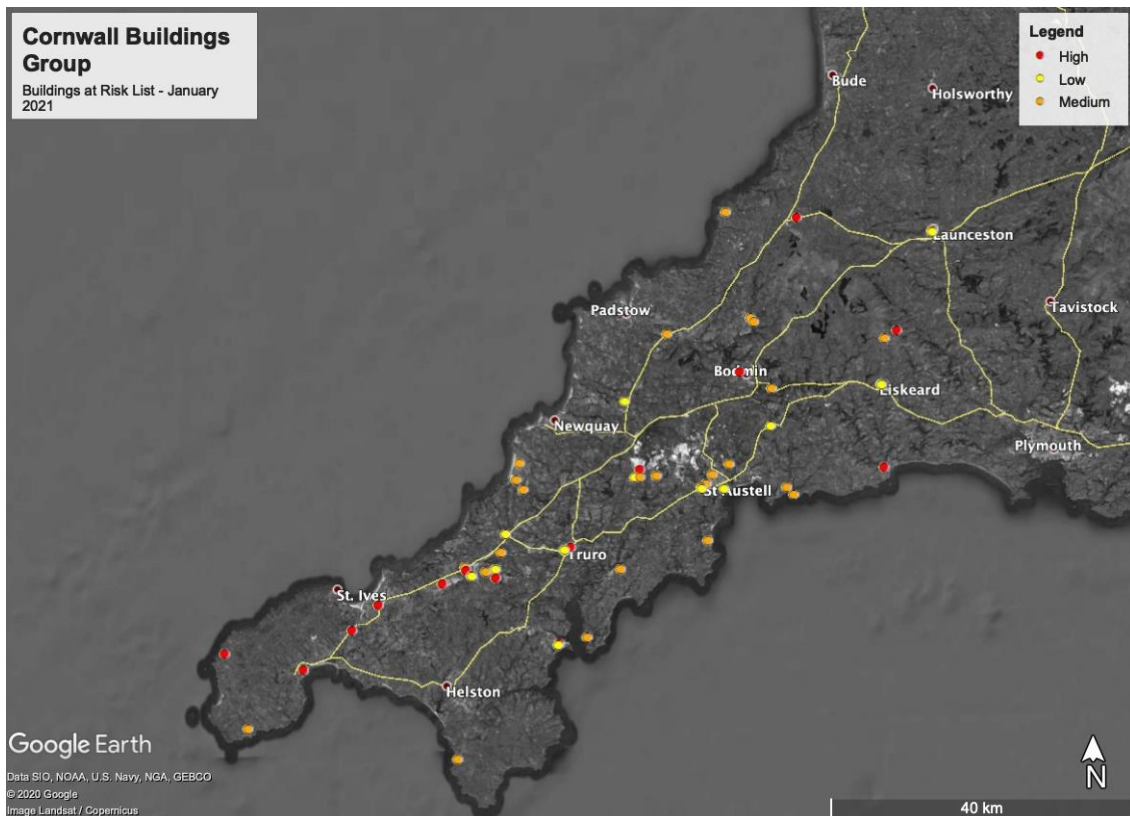 Cornwall Buildings
Group
Buildings at Risk List - January
2021
Legend
High
Low
Medium
Bude
Holsworthy
Launceston
Tavistock
Padstow
Bodmin
Liskeard
Newquay
Plymouth
St Austell
Truro
St. Ives
Helston
Google Earth
Data SIO, NOAA, U.S. Navy, NGA, GEBCO
© 2020 Google
Image Landsat / Copernicus
N
40 km